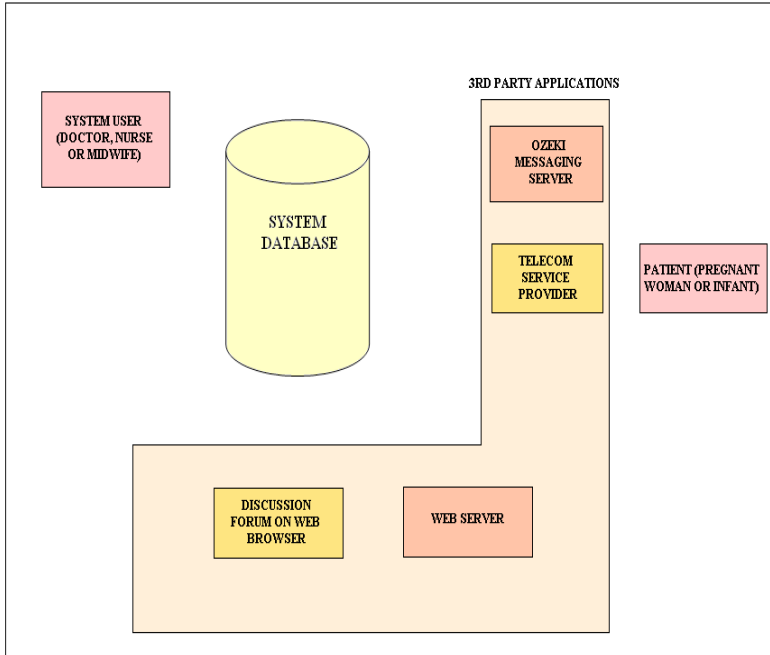 3RD PARTY APPLICATIONS
SYSTEM USER
(DOCTOR, NURSE
OR MIDWIFE)
OZEKI
MESSAGING
SERVER
SYSTEM
DATABASE
TELECOM
SERVICE
PROVIDER
PATIENT (PREGNANT
WOMAN OR INFANT)
DISCUSSION
FORUM ON WEB
BROWSER
WEB SERVER